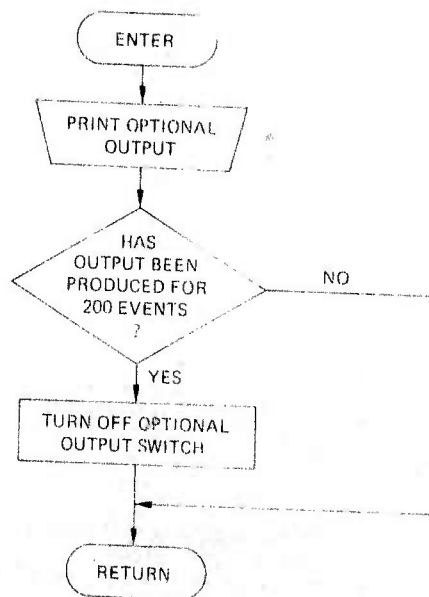 ENTER
PRINT OPTIONAL
OUTPUT
HAS
OUTPUT BEEN
PRODUCED FOR
200 EVENTS
?
NO
YES
TURN OFF OPTIONAL
OUTPUT SWITCH
RETURN